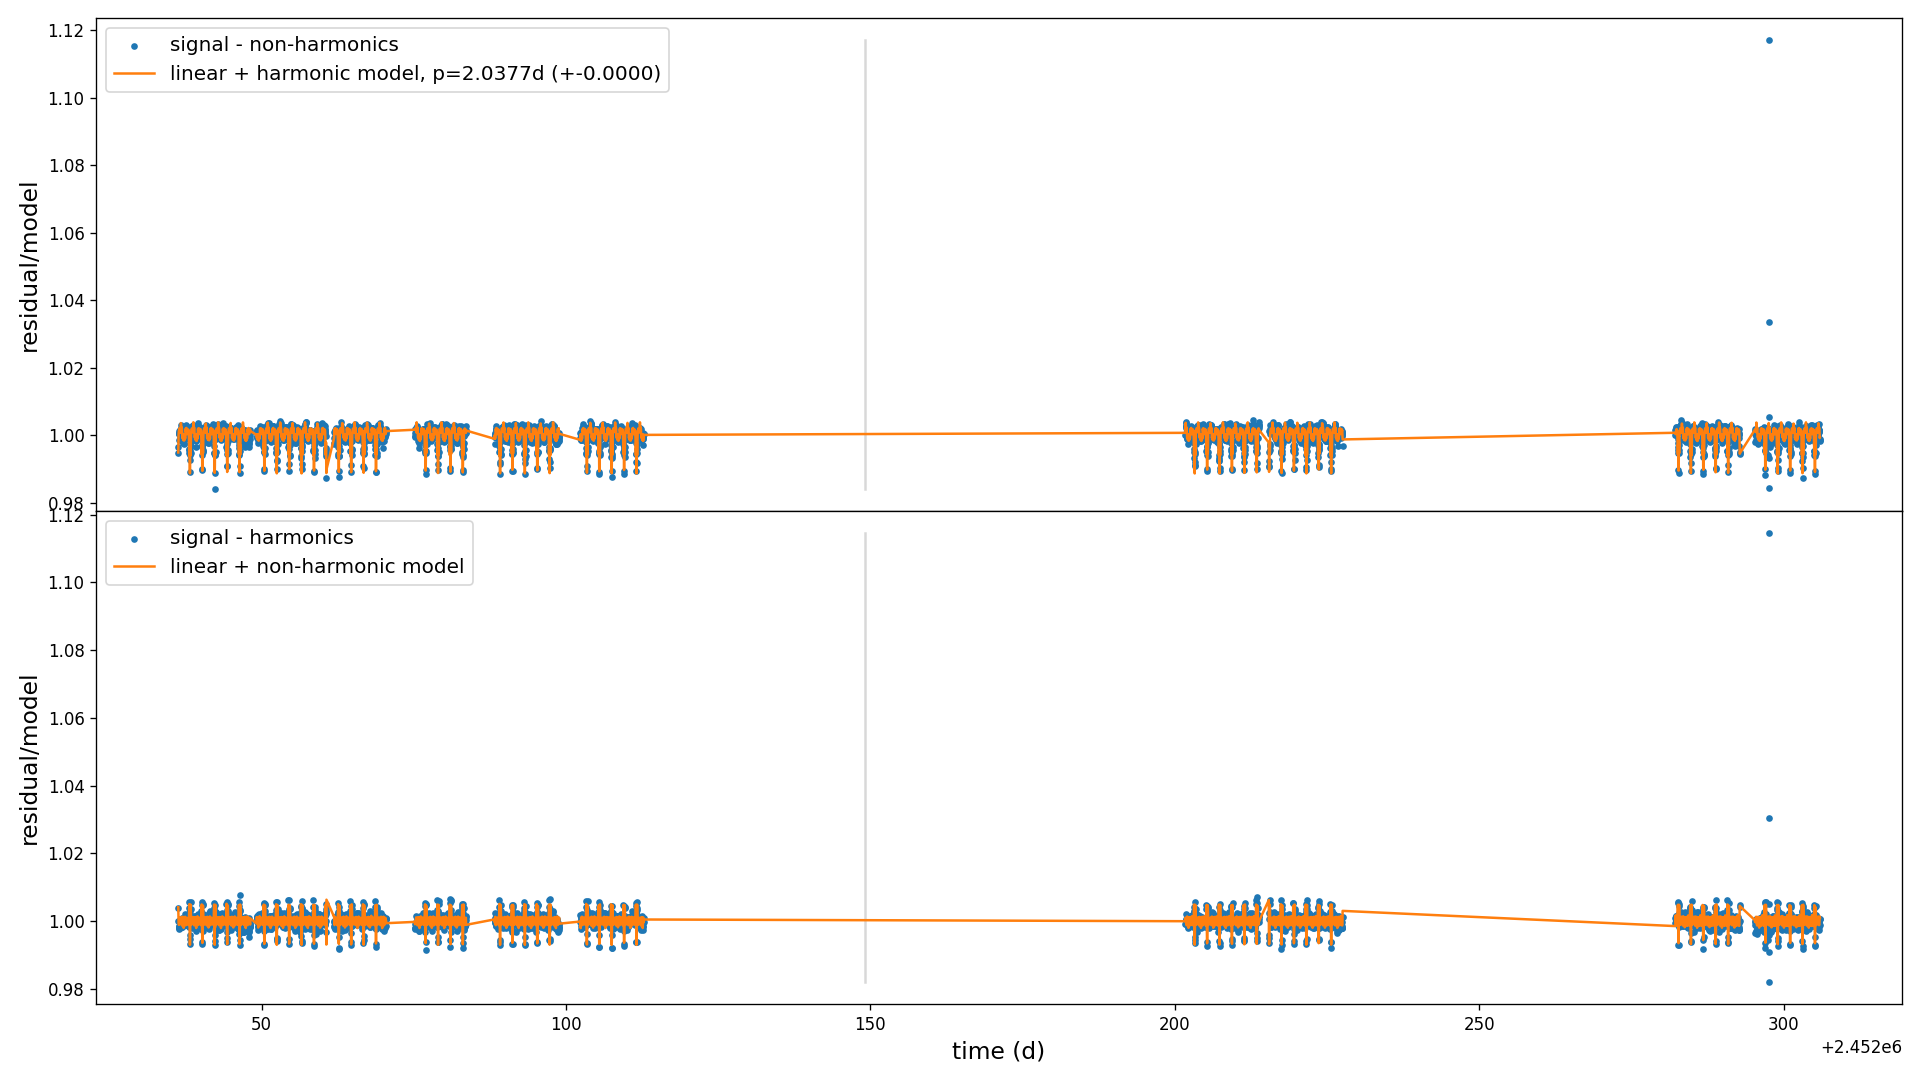 signal - non-harmonics
linear + harmonic model, p=2.0377d (+-0.0000)
residual/model
1.12
1.10
1.08
1.06
1.04
1.02
1.00
0.98
signal - harmonics
linear + non-harmonic model
residual/model
1.12
1.10
1.08
1.06
1.04
1.02
1.00
0.98
50
100
150
200
250
300
time (d)
+2.452e6